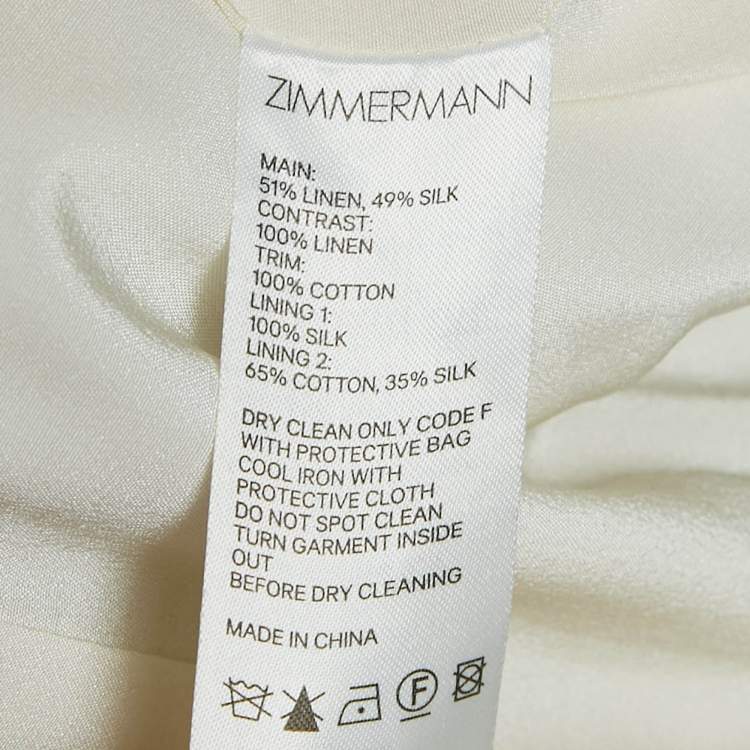 ZIMMERMANN
MAIN:
51% LINEN, 49% SILK
CONTRAST:
100% LINEN
TRIM:
100% COTTON
LINING 1:
100% SILK
LINING 2:
65% COTTON, 35% SILK
DRY CLEAN ONLY CODE F
WITH PROTECTIVE BAG
COOL IRON WITH
PROTECTIVE CLOTH
DO NOT SPOT CLEAN
TURN GARMENT INSIDE
OUT
BEFORE DRY CLEANING
MADE IN CHINA
F